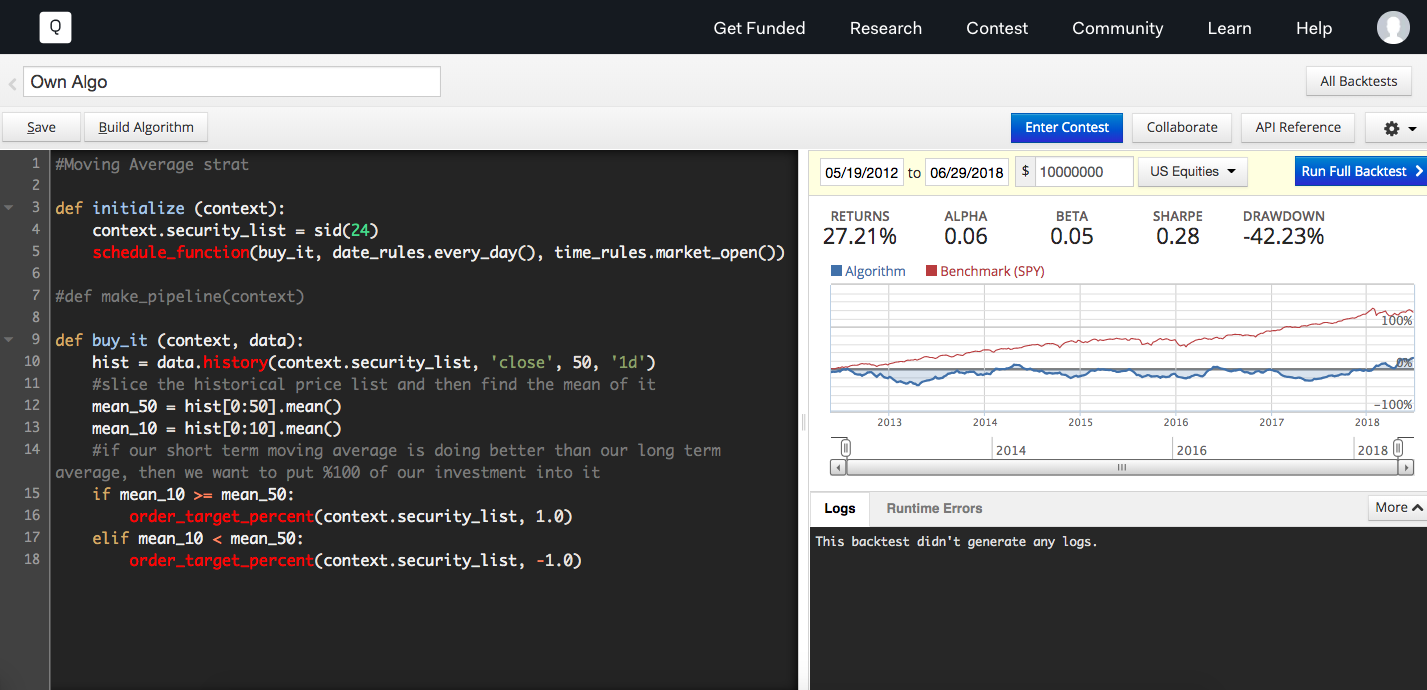 Q
Get Funded Research Contest Community Learn Help
Own Algo
All Backtests
Save Build Algorithm
Enter Contest Collaborate API Reference
1 #Moving Average strat
2
3 def initialize (context):
4 context.security_list = sid(24)
5 schedule_function(buy_it, date_rules.every_day(), time_rules.market_open())
6
7 #def make_pipeline(context)
8
9 def buy_it (context, data):
10 hist = data.history(context.security_list, 'close', 50, '1d')
11 #slice the historical price list and then find the mean of it
12 mean_50 = hist[0:50].mean()
13 mean_10 = hist[0:10].mean()
14 #if our short term moving average is doing better than our long term
average, then we want to put %100 of our investment into it
15 if mean_10 >= mean_50:
16 order_target_percent(context.security_list, 1.0)
17 elif mean_10 < mean_50:
18 order_target_percent(context.security_list, -1.0)
05/19/2012 to 06/29/2018 $ 10000000 US Equities Run Full Backtest
RETURNS ALPHA BETA SHARPE DRAWDOWN
27.21% 0.06 0.05 0.28 -42.23%
Algorithm Benchmark (SPY)
100%
0%
-100%
2013 2014 2015 2016 2017 2018
2014 2016 2018
Logs Runtime Errors More
This backtest didn't generate any logs.